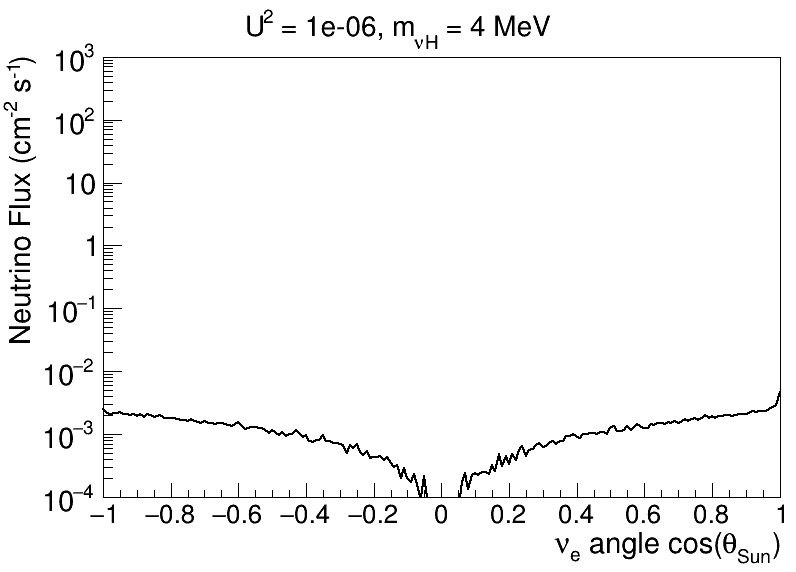 U² = 1e-06, m_νH = 4 MeV
Neutrino Flux (cm⁻² s⁻¹)
10³
10²
10
1
10⁻¹
10⁻²
10⁻³
10⁻⁴
−1 −0.8 −0.6 −0.4 −0.2 0 0.2 0.4 0.6 0.8 1
ν_e angle cos(θ_Sun)